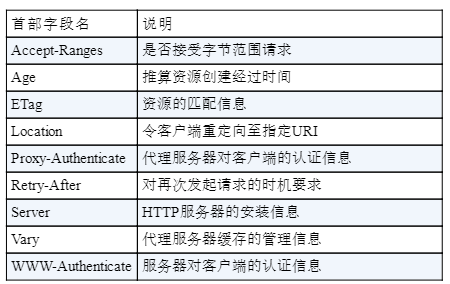 首部字段名 说明
Accept-Ranges 是否接受字节范围请求
Age 推算资源创建经过时间
ETag 资源的匹配信息
Location 令客户端重定向至指定URI
Proxy-Authenticate 代理服务器对客户端的认证信息
Retry-After 对再次发起请求的时机要求
Server HTTP服务器的安装信息
Vary 代理服务器缓存的管理信息
WWW-Authenticate 服务器对客户端的认证信息